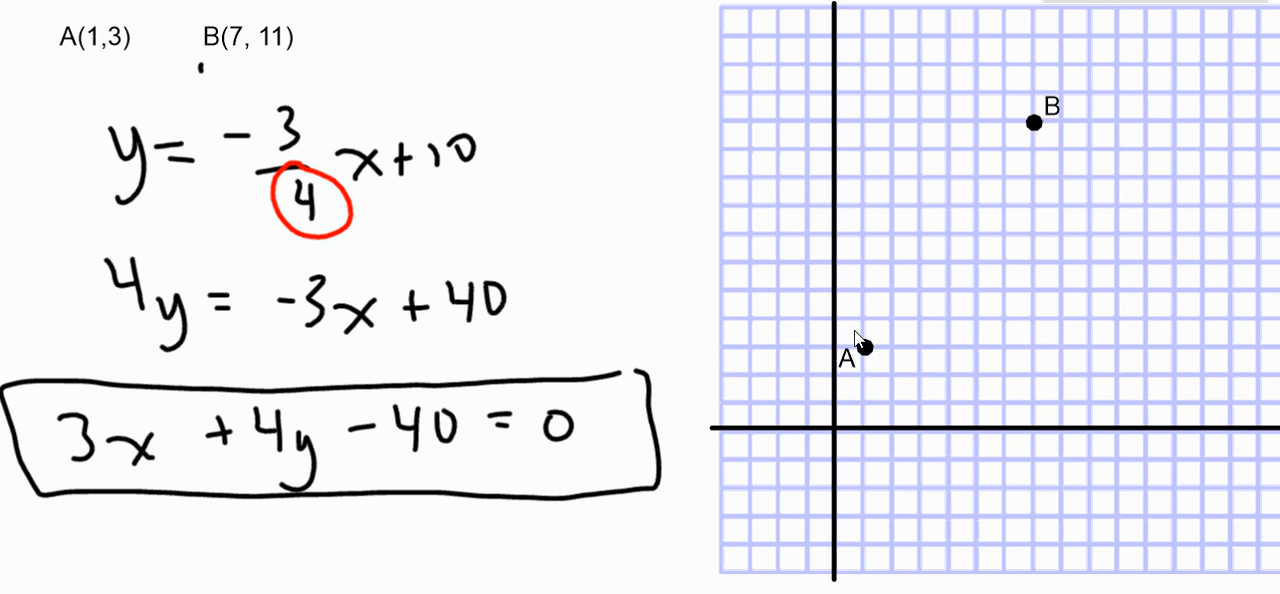 A(1,3) B(7, 11)
y = -3/4 x + 10
4y = -3x + 40
3x + 4y - 40 = 0
B
A